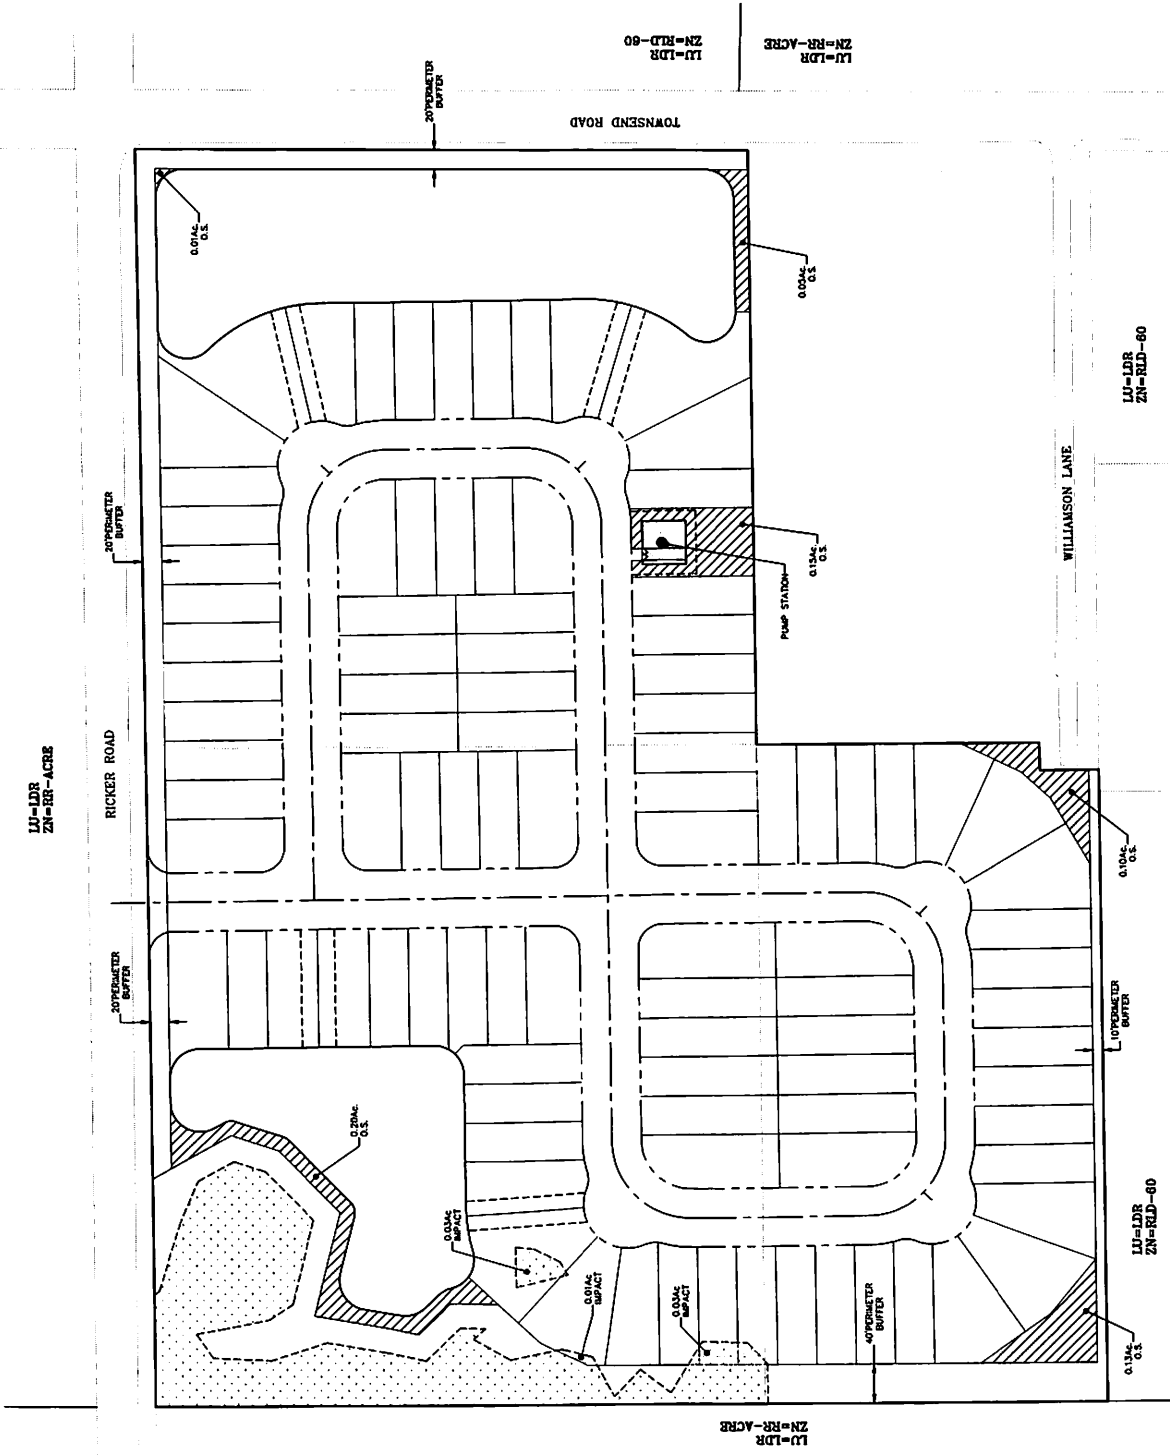 LU=LDR
ZN=RLD-60
LU=LDR
ZN=RR-ACRE
20'PERIMETER
BUFFER
TOWNSEND ROAD
0.01Ac.
O.S.
0.05Ac.
O.S.
LU=LDR
ZN=RLD-60
20'PERIMETER
BUFFER
WILLIAMSON LANE
0.15Ac.
O.S.
PUMP STATION
LU=LDR
ZN=RR-ACRE
RICKER ROAD
0.10Ac.
O.S.
20'PERIMETER
BUFFER
10'PERIMETER
BUFFER
0.20Ac.
O.S.
0.03Ac
IMPACT
0.01Ac
IMPACT
0.03Ac
IMPACT
40'PERIMETER
BUFFER
LU=LDR
ZN=RLD-60
0.13Ac.
O.S.
LU=LDR
ZN=RR-ACRE